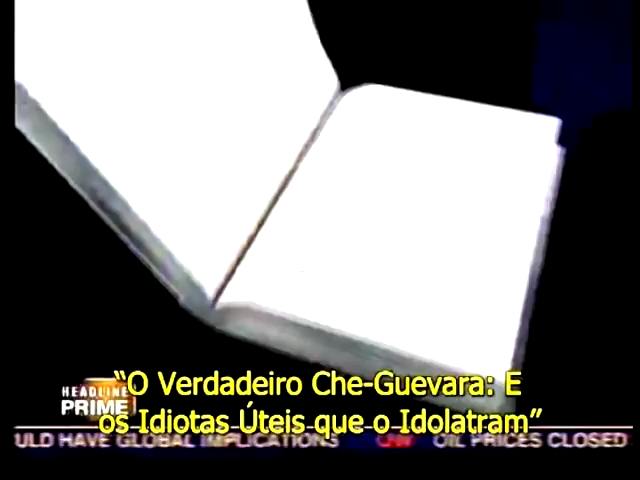 “O Verdadeiro Che-Guevara: E
os Idiotas Úteis que o Idolatram”
HEADLINE
PRIME
ULD HAVE GLOBAL IMPLICATIONS CNN OIL PRICES CLOSED